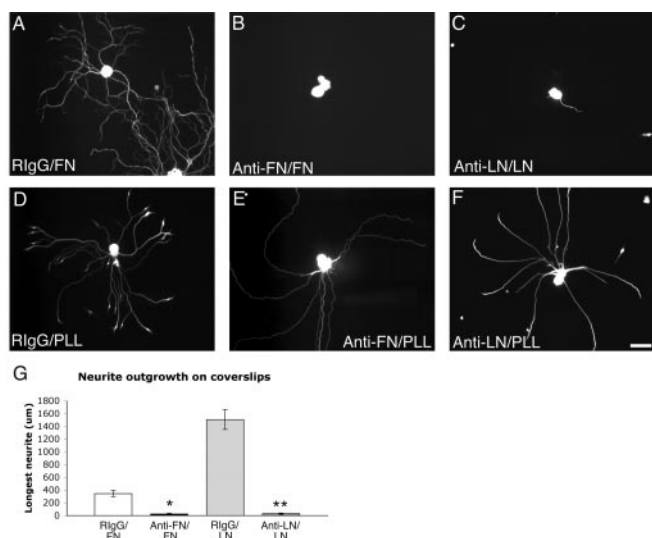 A
B
C
RIgG/FN
Anti-FN/FN
Anti-LN/LN
D
E
F
RIgG/PLL
Anti-FN/PLL
Anti-LN/PLL
G
Neurite outgrowth on coverslips
Longest neurite (um)
1800
1600
1400
1200
1000
800
600
400
200
0
*
**
RIgG/ Anti-FN/ RIgG/ Anti-LN/
FN FN LN LN